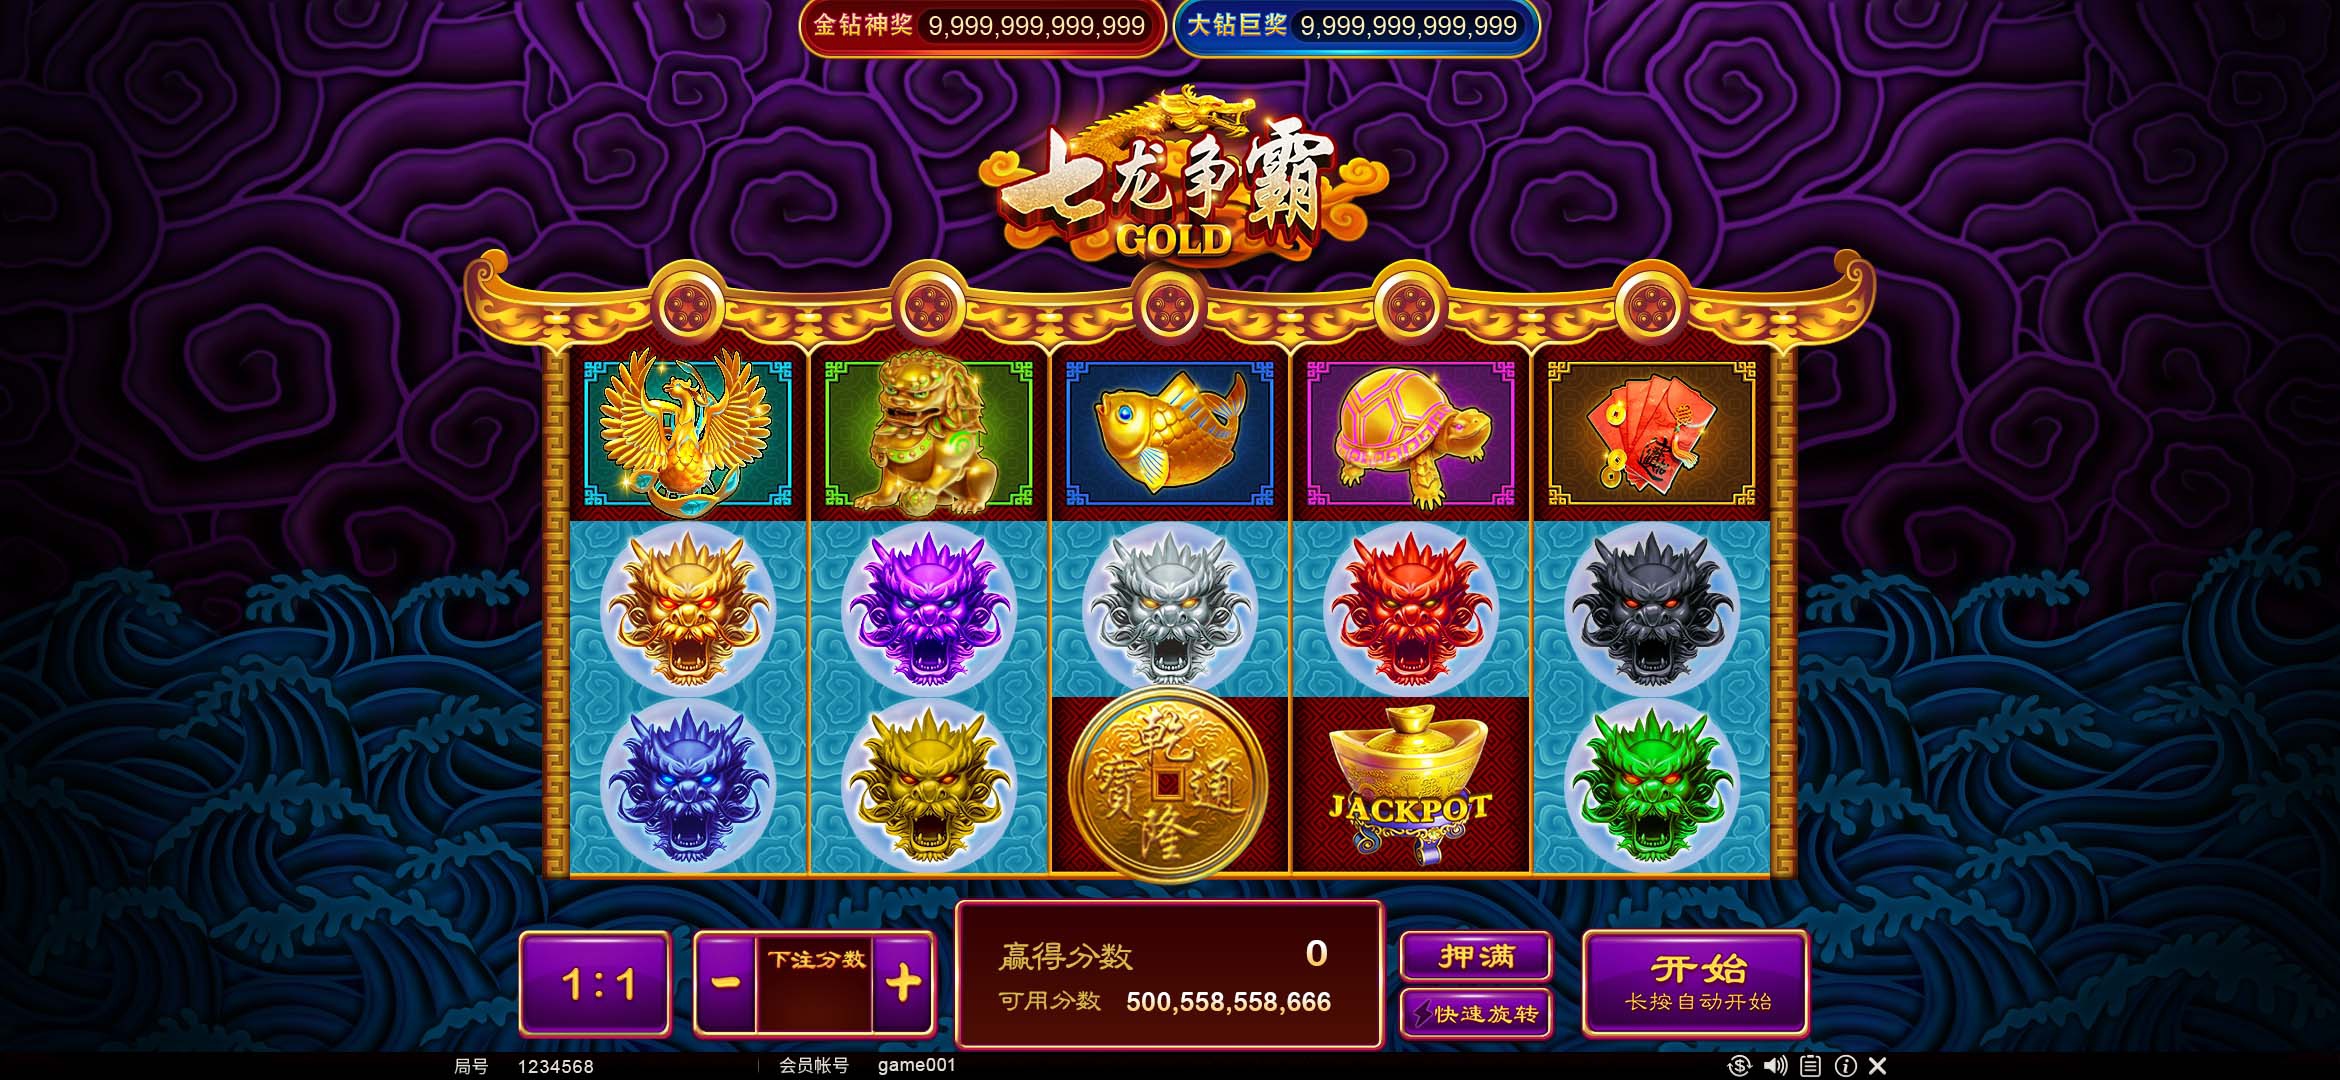 金钻神奖 9,999,999,999,999
大钻巨奖 9,999,999,999,999
七龙争霸
GOLD
乾隆通寶
JACKPOT
1:1
−
下注分数
+
赢得分数 0
可用分数 500,558,558,666
押满
快速旋转
开始
长按自动开始
局号 1234568
会员帐号 game001